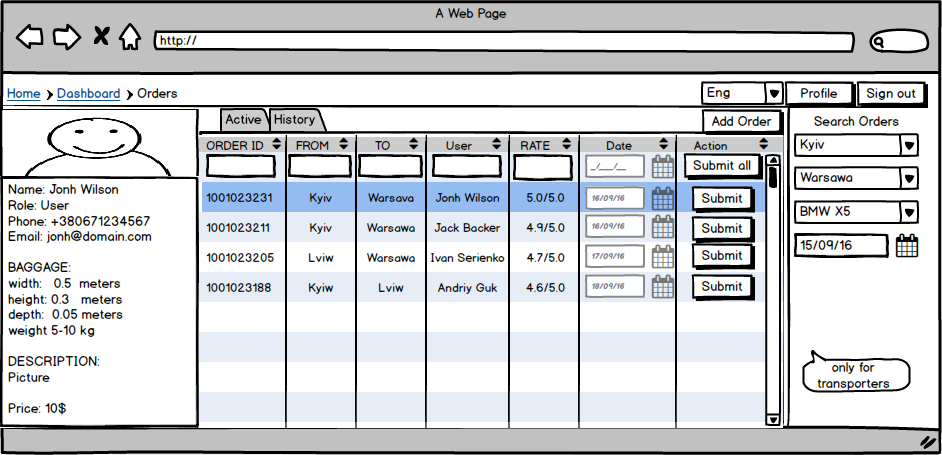 A Web Page
http://
Home Dashboard Orders
Eng
Profile
Sign out
Active
History
Add Order
Search Orders
ORDER ID FROM TO User RATE Date Action
_/__/__
Submit all
1001023231 Kyiv Warsava Jonh Wilson 5.0/5.0 16/09/16 Submit
1001023211 Kyiv Warsawa Jack Backer 4.9/5.0 16/09/16 Submit
1001023205 Lviw Warsawa Ivan Serienko 4.7/5.0 17/09/16 Submit
1001023188 Kyiw Lviw Andriy Guk 4.6/5.0 18/09/16 Submit
Name: Jonh Wilson
Role: User
Phone: +380671234567
Email: jonh@domain.com
BAGGAGE:
width: 0.5 meters
height: 0.3 meters
depth: 0.05 meters
weight 5-10 kg
DESCRIPTION:
Picture
Price: 10$
Kyiv
Warsawa
BMW X5
15/09/16
only for
transporters